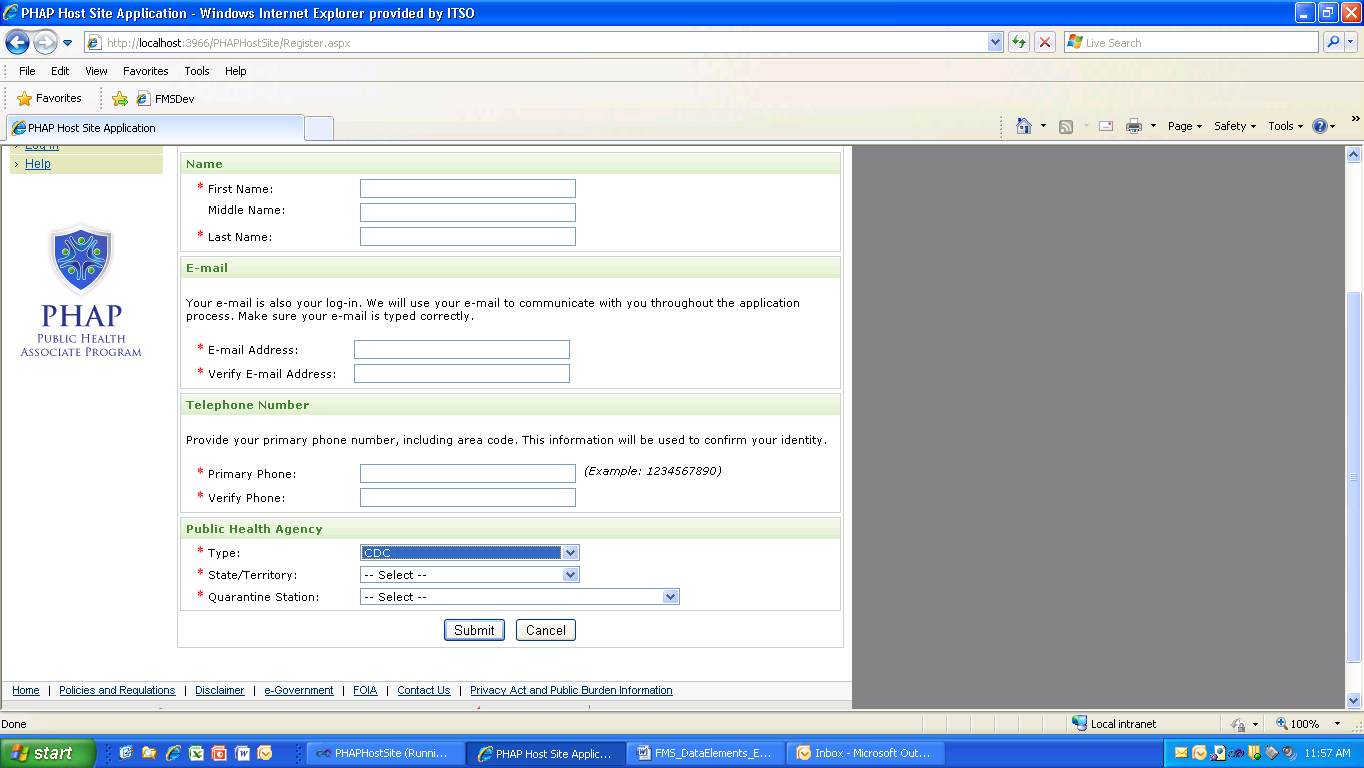 PHAP Host Site Application - Windows Internet Explorer provided by ITSO
http://localhost:3966/PHAPHostSite/Register.aspx
Live Search
File Edit View Favorites Tools Help
Favorites FMSDev
PHAP Host Site Application
Page Safety Tools
Log in
Help
PHAP
PUBLIC HEALTH
ASSOCIATE PROGRAM
Name
* First Name:
Middle Name:
* Last Name:
E-mail
Your e-mail is also your log-in. We will use your e-mail to communicate with you throughout the application
process. Make sure your e-mail is typed correctly.
* E-mail Address:
* Verify E-mail Address:
Telephone Number
Provide your primary phone number, including area code. This information will be used to confirm your identity.
* Primary Phone: (Example: 1234567890)
* Verify Phone:
Public Health Agency
* Type: CDC
* State/Territory: -- Select --
* Quarantine Station: -- Select --
Submit Cancel
Home | Policies and Regulations | Disclaimer | e-Government | FOIA | Contact Us | Privacy Act and Public Burden Information
Done Local intranet 100%
start PHAPHostSite (Runni... PHAP Host Site Applic... FMS_DataElements_E... Inbox - Microsoft Out... 11:57 AM